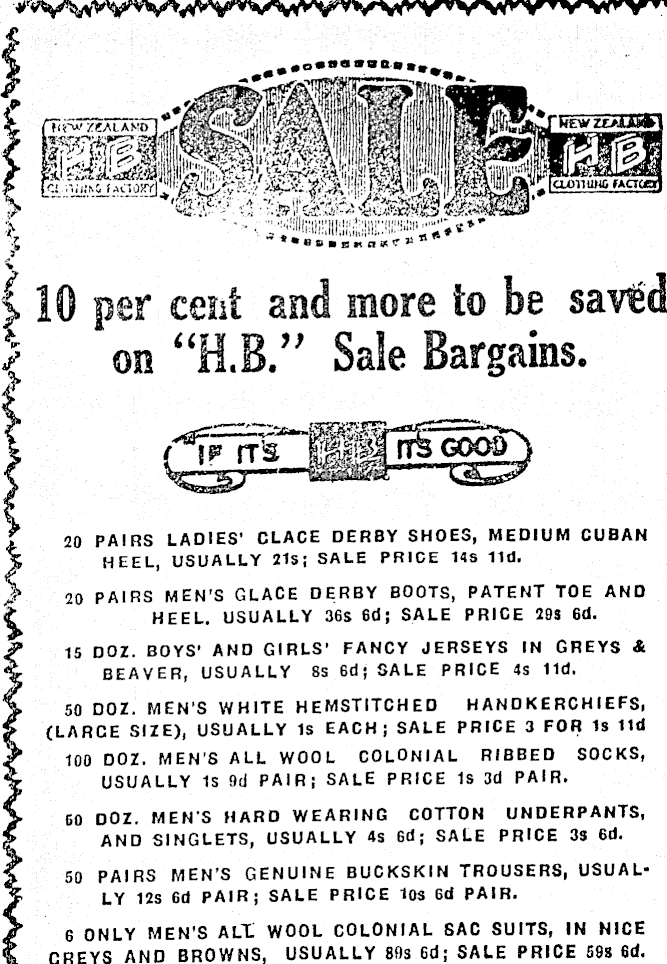 SALE
NEW ZEALAND
HB
CLOTHING FACTORY
NEW ZEALAND
HB
CLOTHING FACTORY
10 per cent and more to be saved
on “H.B.” Sale Bargains.
IF IT'S HB ITS GOOD
20 PAIRS LADIES' GLACE DERBY SHOES, MEDIUM CUBAN
HEEL, USUALLY 21s; SALE PRICE 14s 11d.
20 PAIRS MEN'S GLACE DERBY BOOTS, PATENT TOE AND
HEEL. USUALLY 36s 6d; SALE PRICE 29s 6d.
15 DOZ. BOYS' AND GIRLS' FANCY JERSEYS IN GREYS &
BEAVER, USUALLY 8s 6d; SALE PRICE 4s 11d.
50 DOZ. MEN'S WHITE HEMSTITCHED HANDKERCHIEFS,
(LARGE SIZE), USUALLY 1s EACH; SALE PRICE 3 FOR 1s 11d
100 DOZ. MEN'S ALL WOOL COLONIAL RIBBED SOCKS,
USUALLY 1s 9d PAIR; SALE PRICE 1s 3d PAIR.
50 DOZ. MEN'S HARD WEARING COTTON UNDERPANTS,
AND SINGLETS, USUALLY 4s 6d; SALE PRICE 3s 6d.
50 PAIRS MEN'S GENUINE BUCKSKIN TROUSERS, USUAL-
LY 12s 6d PAIR; SALE PRICE 10s 6d PAIR.
6 ONLY MEN'S ALL WOOL COLONIAL SAC SUITS, IN NICE
GREYS AND BROWNS, USUALLY 89s 6d; SALE PRICE 59s 6d.